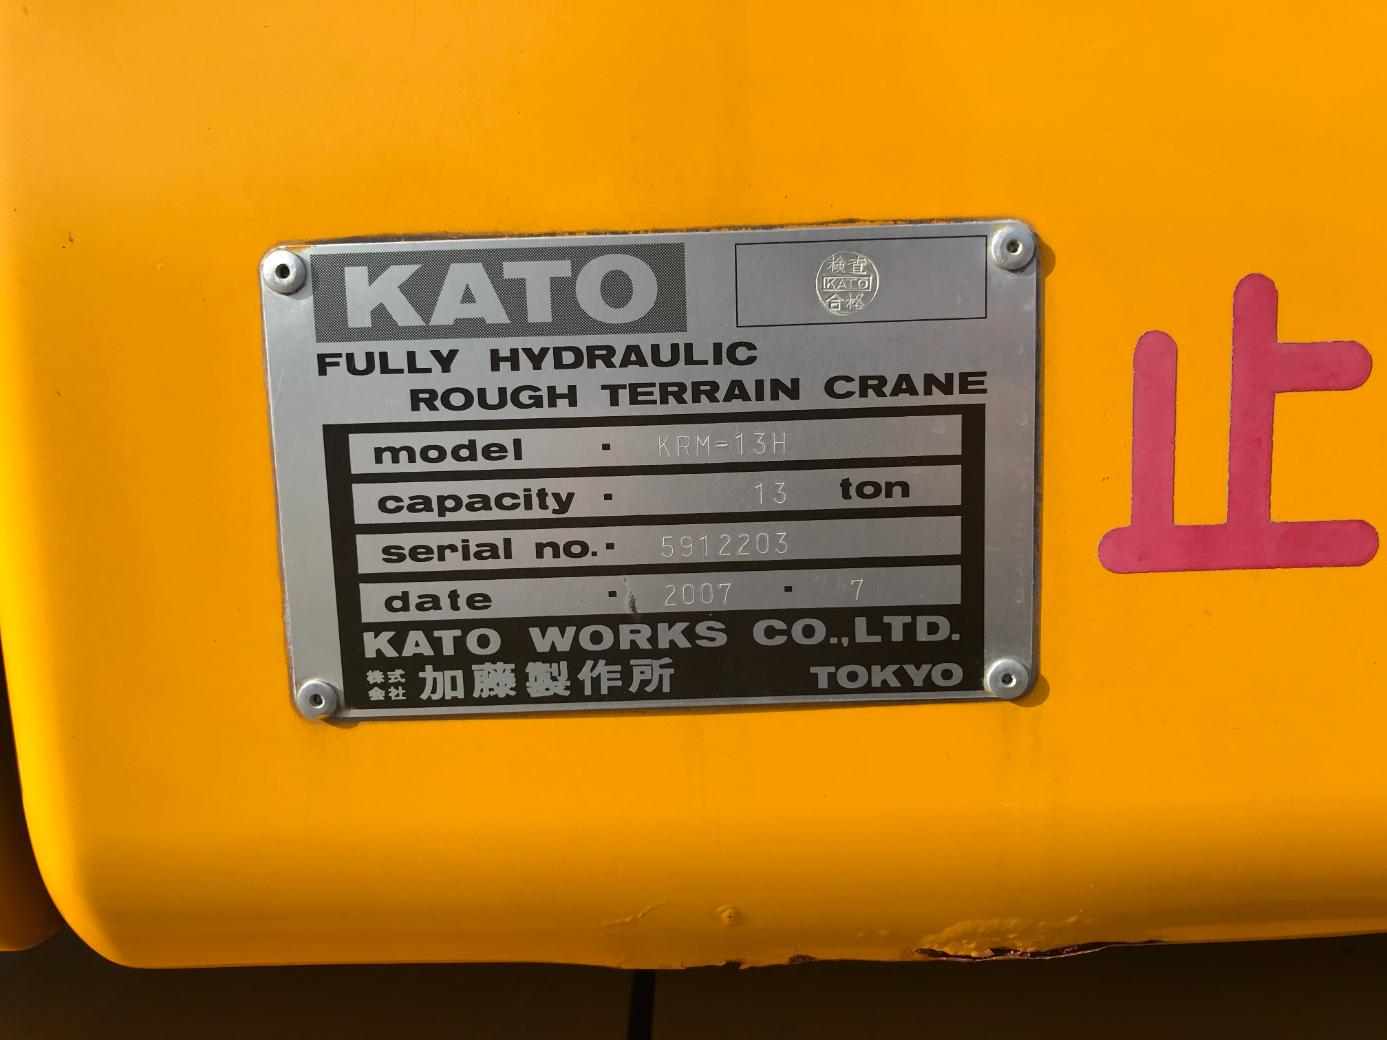 KATO
検査
KATO
合格
FULLY HYDRAULIC
ROUGH TERRAIN CRANE
model · KRM-13H
capacity · 13 ton
serial no. · 5912203
date · 2007 · 7
KATO WORKS CO.,LTD.
株式会社 加藤製作所 TOKYO
止